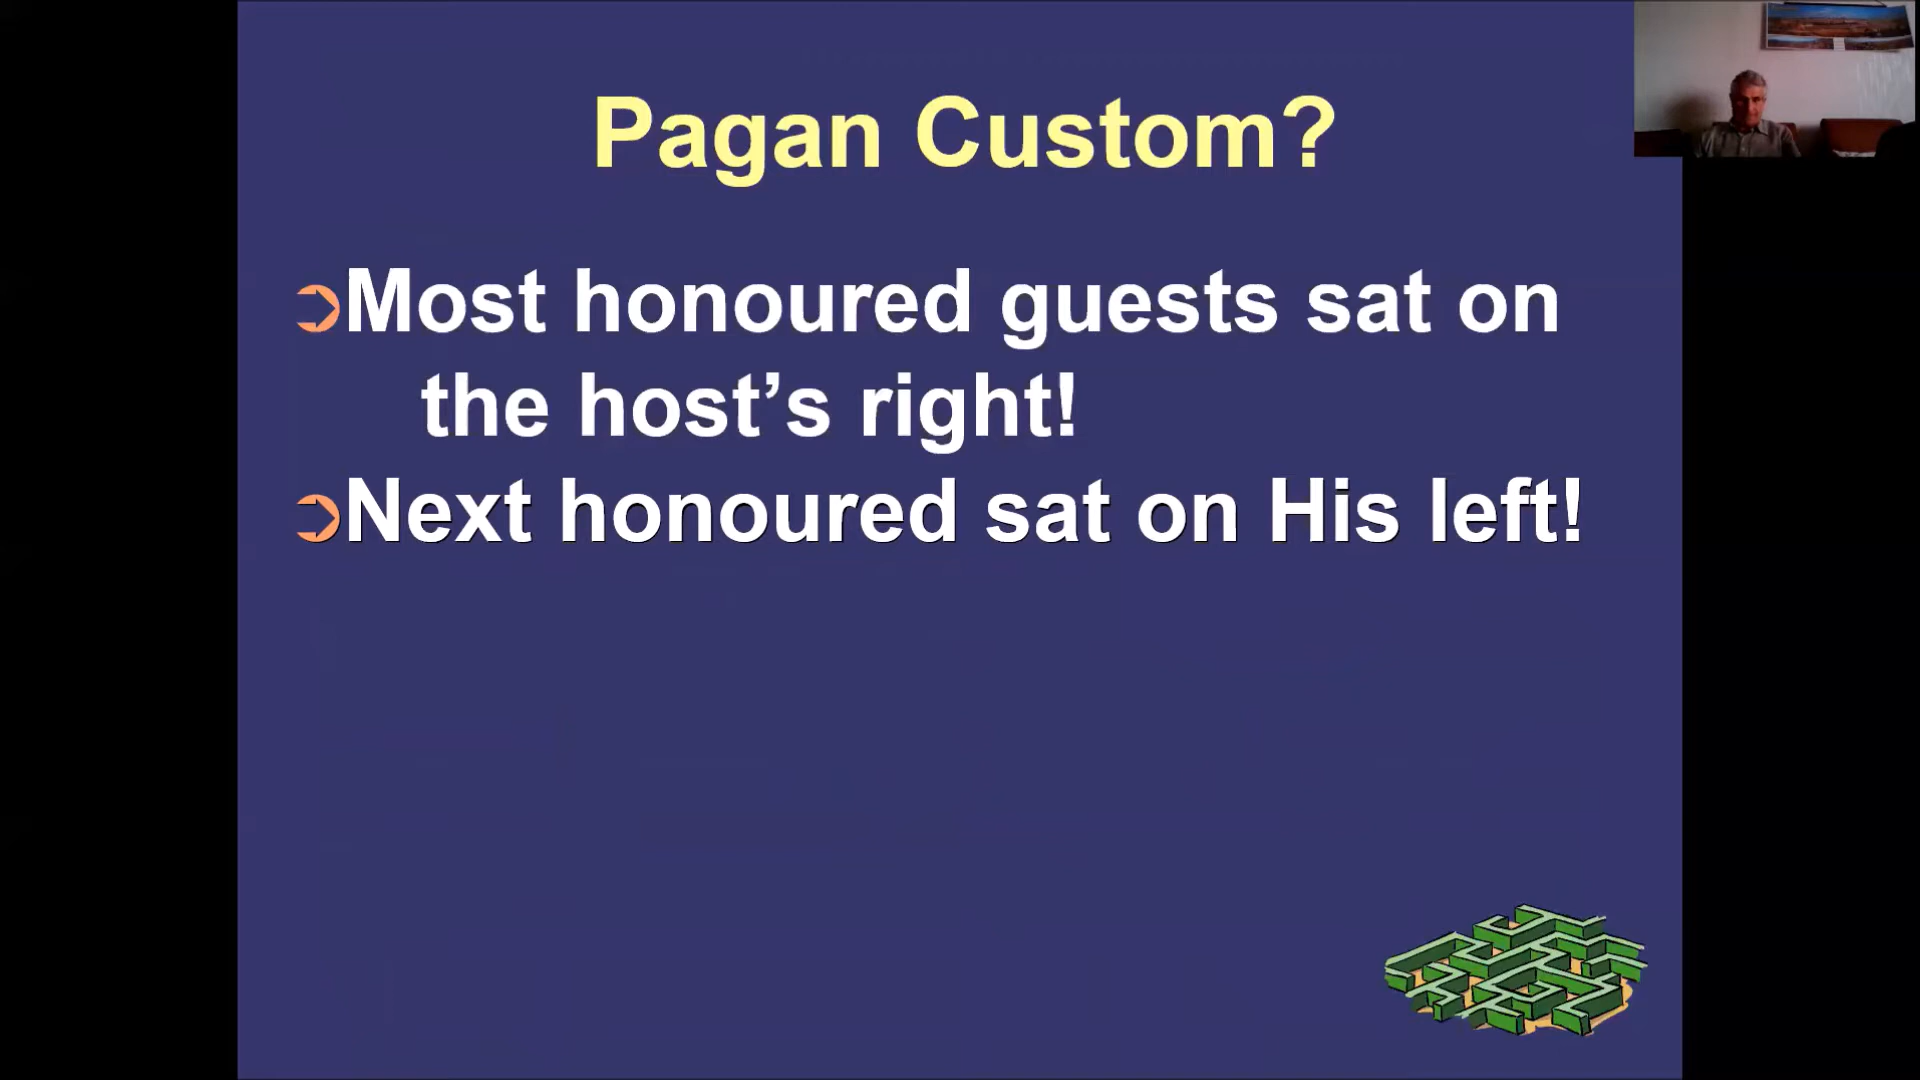 Pagan Custom?
➲Most honoured guests sat on
the host’s right!
➲Next honoured sat on His left!